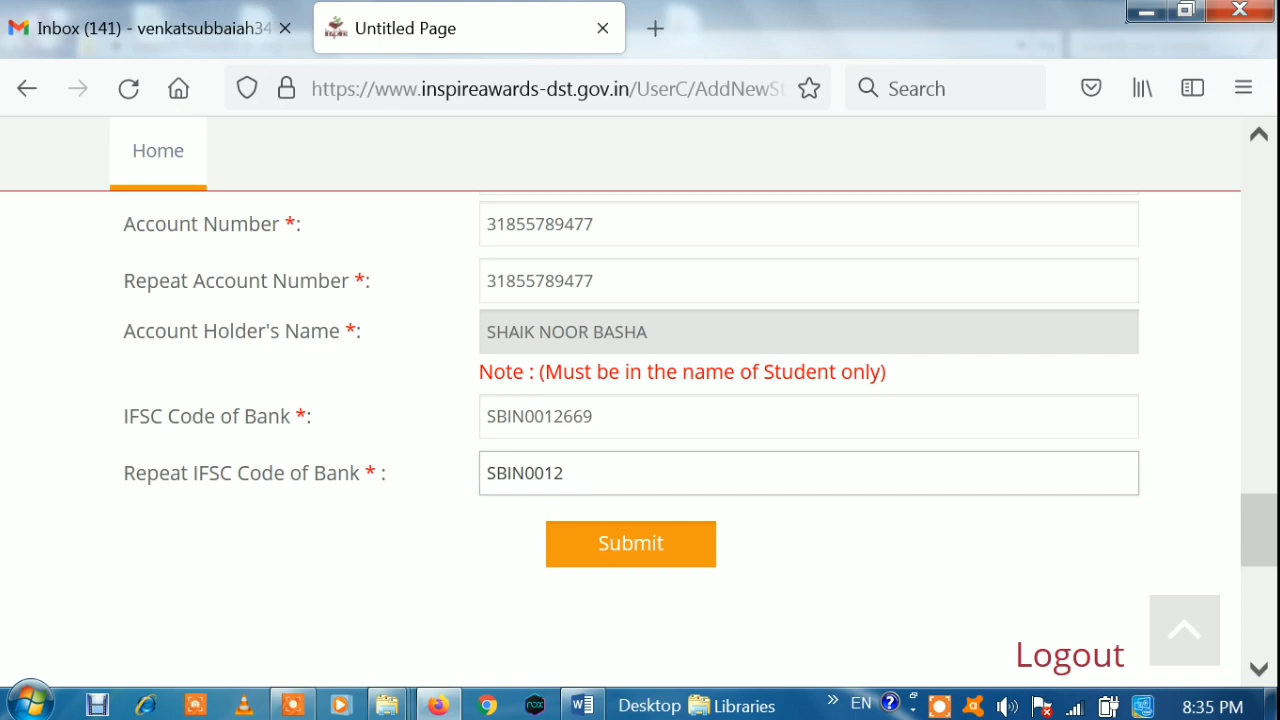 Inbox (141) - venkatsubbaiah34
Untitled Page
https://www.inspireawards-dst.gov.in/UserC/AddNewSt
Search
Home
Account Number *:
31855789477
Repeat Account Number *:
31855789477
Account Holder's Name *:
SHAIK NOOR BASHA
Note : (Must be in the name of Student only)
IFSC Code of Bank *:
SBIN0012669
Repeat IFSC Code of Bank * :
SBIN0012
Submit
Logout
Desktop
Libraries
EN
8:35 PM